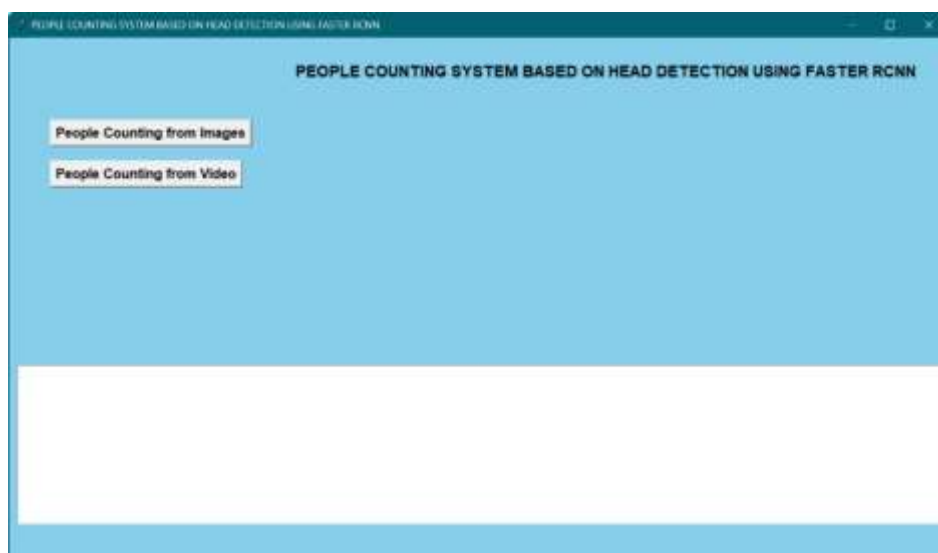 PEOPLE COUNTING SYSTEM BASED ON HEAD DETECTION USING FASTER RCNN
PEOPLE COUNTING SYSTEM BASED ON HEAD DETECTION USING FASTER RCNN
People Counting from Images
People Counting from Video